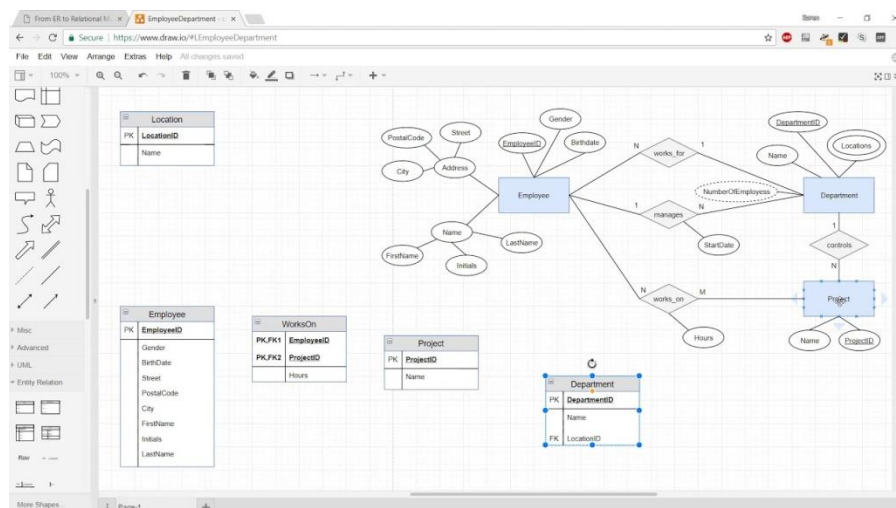 From ER to Relational M
EmployeeDepartment - c
Secure https://www.draw.io/#LEmployeeDepartment
File Edit View Arrange Extras Help All changes saved
100%
Location
PK LocationID
Name
Gender
PostalCode
Street
EmployeeID
Birthdate
City
Address
Employee
Name
FirstName
LastName
Initials
N
works_for
1
DepartmentID
Name
Locations
NumberOfEmployess
Department
1
manages
N
StartDate
1
controls
N
N
works_on
M
Project
Hours
Name
ProjectID
Employee
PK EmployeeID
Gender
BirthDate
Street
PostalCode
City
FirstName
Initials
LastName
WorksOn
PK,FK1 EmployeeID
PK,FK2 ProjectID
Hours
Project
PK ProjectID
Name
Department
PK DepartmentID
Name
FK LocationID
Misc
Advanced
UML
Entity Relation
Row
More Shapes...
Page-1